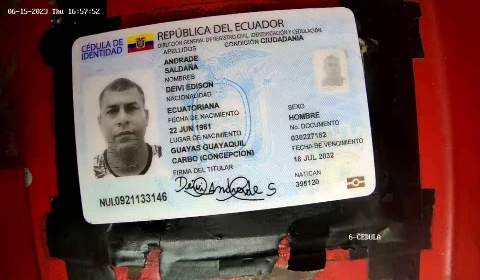 06-15-2023 Thu 16:57:52
CÉDULA DE
IDENTIDAD
REPÚBLICA DEL ECUADOR
DIRECCIÓN GENERAL DE REGISTRO CIVIL, IDENTIFICACIÓN Y CEDULACIÓN
APELLIDOS
CONDICIÓN CIUDADANIA
ANDRADE
SALDAÑA
NOMBRES
DEIVI EDISON
NACIONALIDAD
ECUATORIANA
FECHA DE NACIMIENTO
22 JUN 1981
LUGAR DE NACIMIENTO
GUAYAS GUAYAQUIL
CARBO (CONCEPCION)
FIRMA DEL TITULAR
SEXO
HOMBRE
No. DOCUMENTO
030227152
FECHA DE VENCIMIENTO
18 JUL 2032
NAT/CAN
395120
NUI.0921133146
Deivi Andrade S
6-CEDULA